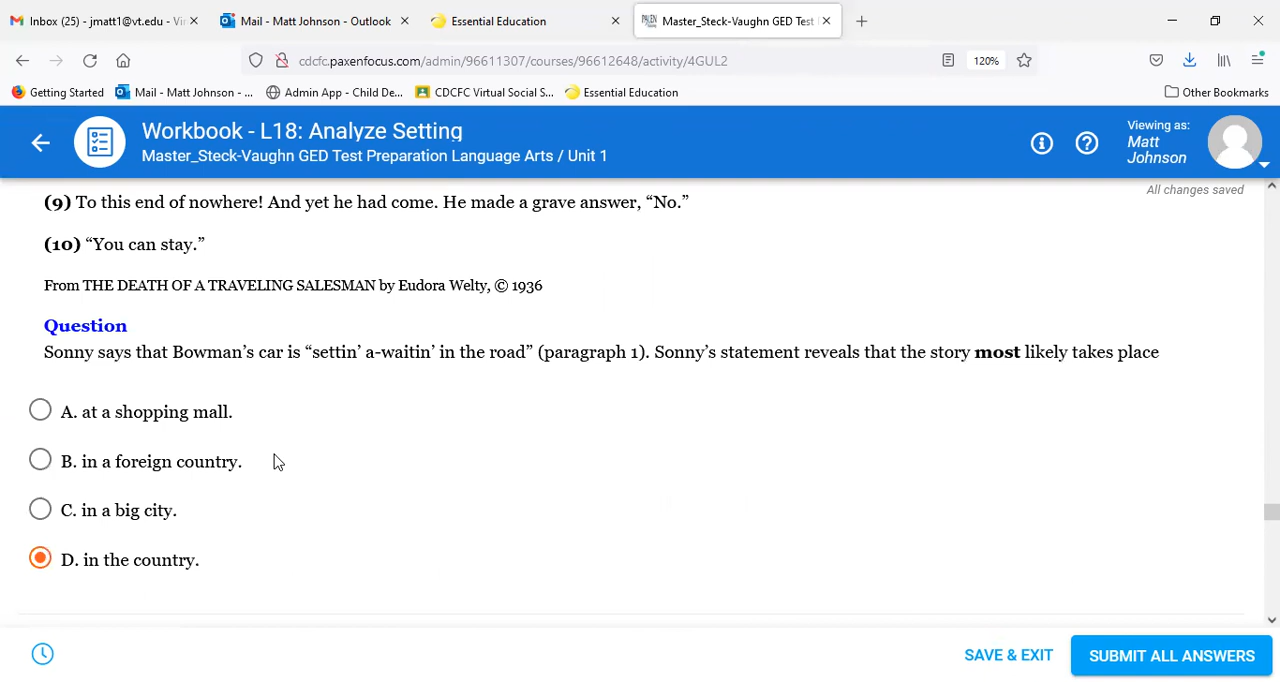 Inbox (25) - jmatt1@vt.edu - Vir
Mail - Matt Johnson - Outlook
Essential Education
Master_Steck-Vaughn GED Test
cdcfc.paxenfocus.com/admin/96611307/courses/96612648/activity/4GUL2
120%
Getting Started
Mail - Matt Johnson - ...
Admin App - Child De...
CDCFC Virtual Social S...
Essential Education
Other Bookmarks
Workbook - L18: Analyze Setting
Master_Steck-Vaughn GED Test Preparation Language Arts / Unit 1
Viewing as:
Matt
Johnson
All changes saved
(9) To this end of nowhere! And yet he had come. He made a grave answer, “No.”
(10) “You can stay.”
From THE DEATH OF A TRAVELING SALESMAN by Eudora Welty, © 1936
Question
Sonny says that Bowman’s car is “settin’ a-waitin’ in the road” (paragraph 1). Sonny’s statement reveals that the story most likely takes place
A. at a shopping mall.
B. in a foreign country.
C. in a big city.
D. in the country.
SAVE & EXIT
SUBMIT ALL ANSWERS